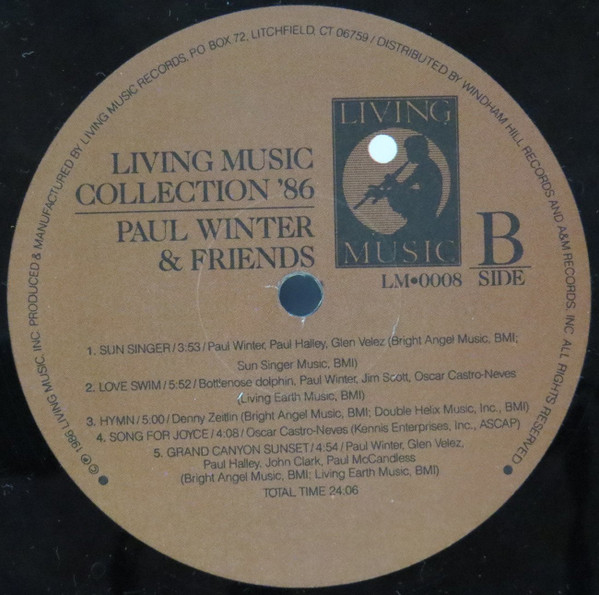 ℗© 1986 LIVING MUSIC, INC. PRODUCED & MANUFACTURED BY LIVING MUSIC RECORDS, PO BOX 72, LITCHFIELD, CT 06759 / DISTRIBUTED BY WINDHAM HILL RECORDS AND A&M RECORDS, INC. ALL RIGHTS RESERVED
LIVING MUSIC
COLLECTION '86
PAUL WINTER
& FRIENDS
LIVING
MUSIC
LM•0008
B
SIDE
1. SUN SINGER / 3:53 / Paul Winter, Paul Halley, Glen Velez (Bright Angel Music, BMI;
Sun Singer Music, BMI)
2. LOVE SWIM / 5:52 / Bottlenose dolphin, Paul Winter, Jim Scott, Oscar Castro-Neves
(Living Earth Music, BMI)
3. HYMN / 5:00 / Denny Zeitlin (Bright Angel Music, BMI; Double Helix Music, Inc., BMI)
4. SONG FOR JOYCE / 4:08 / Oscar Castro-Neves (Kennis Enterprises, Inc., ASCAP)
5. GRAND CANYON SUNSET / 4:54 / Paul Winter, Glen Velez,
Paul Halley, John Clark, Paul McCandless
(Bright Angel Music, BMI; Living Earth Music, BMI)
TOTAL TIME 24:06